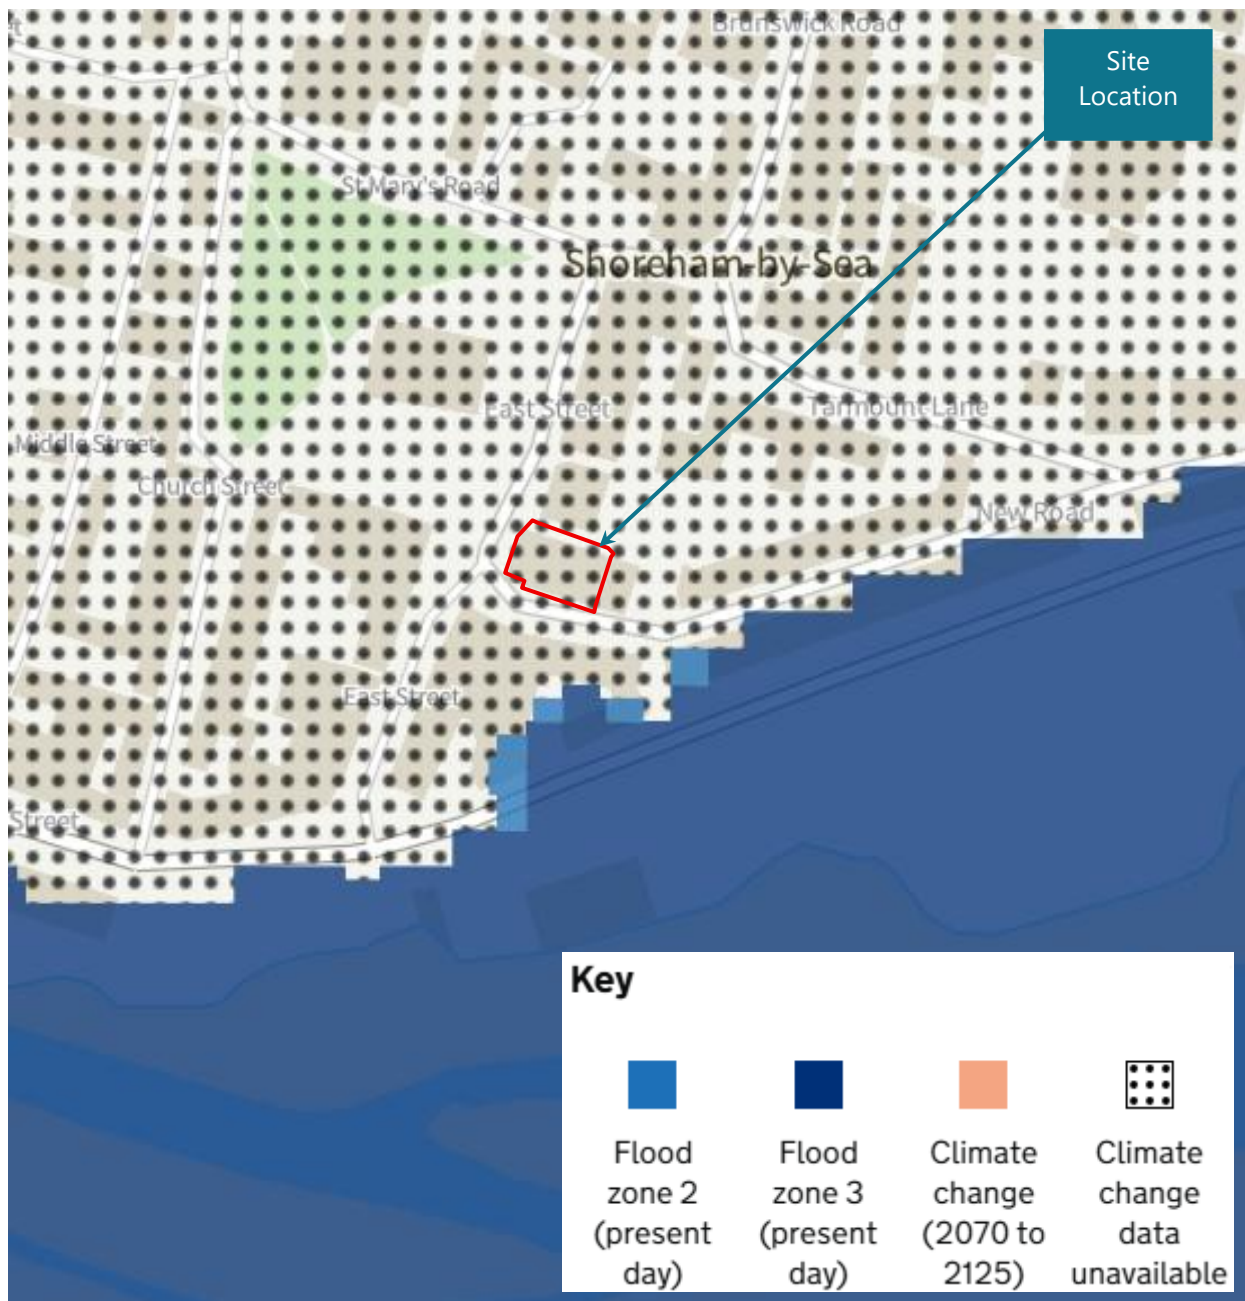 et
Brunswick Road
Site
Location
St Mary's Road
Shoreham-by-Sea
East Street
Tarmount Lane
Middle Street
Church Street
New Road
East Street
Street
Key
Flood
zone 2
(present
day)
Flood
zone 3
(present
day)
Climate
change
(2070 to
2125)
Climate
change
data
unavailable